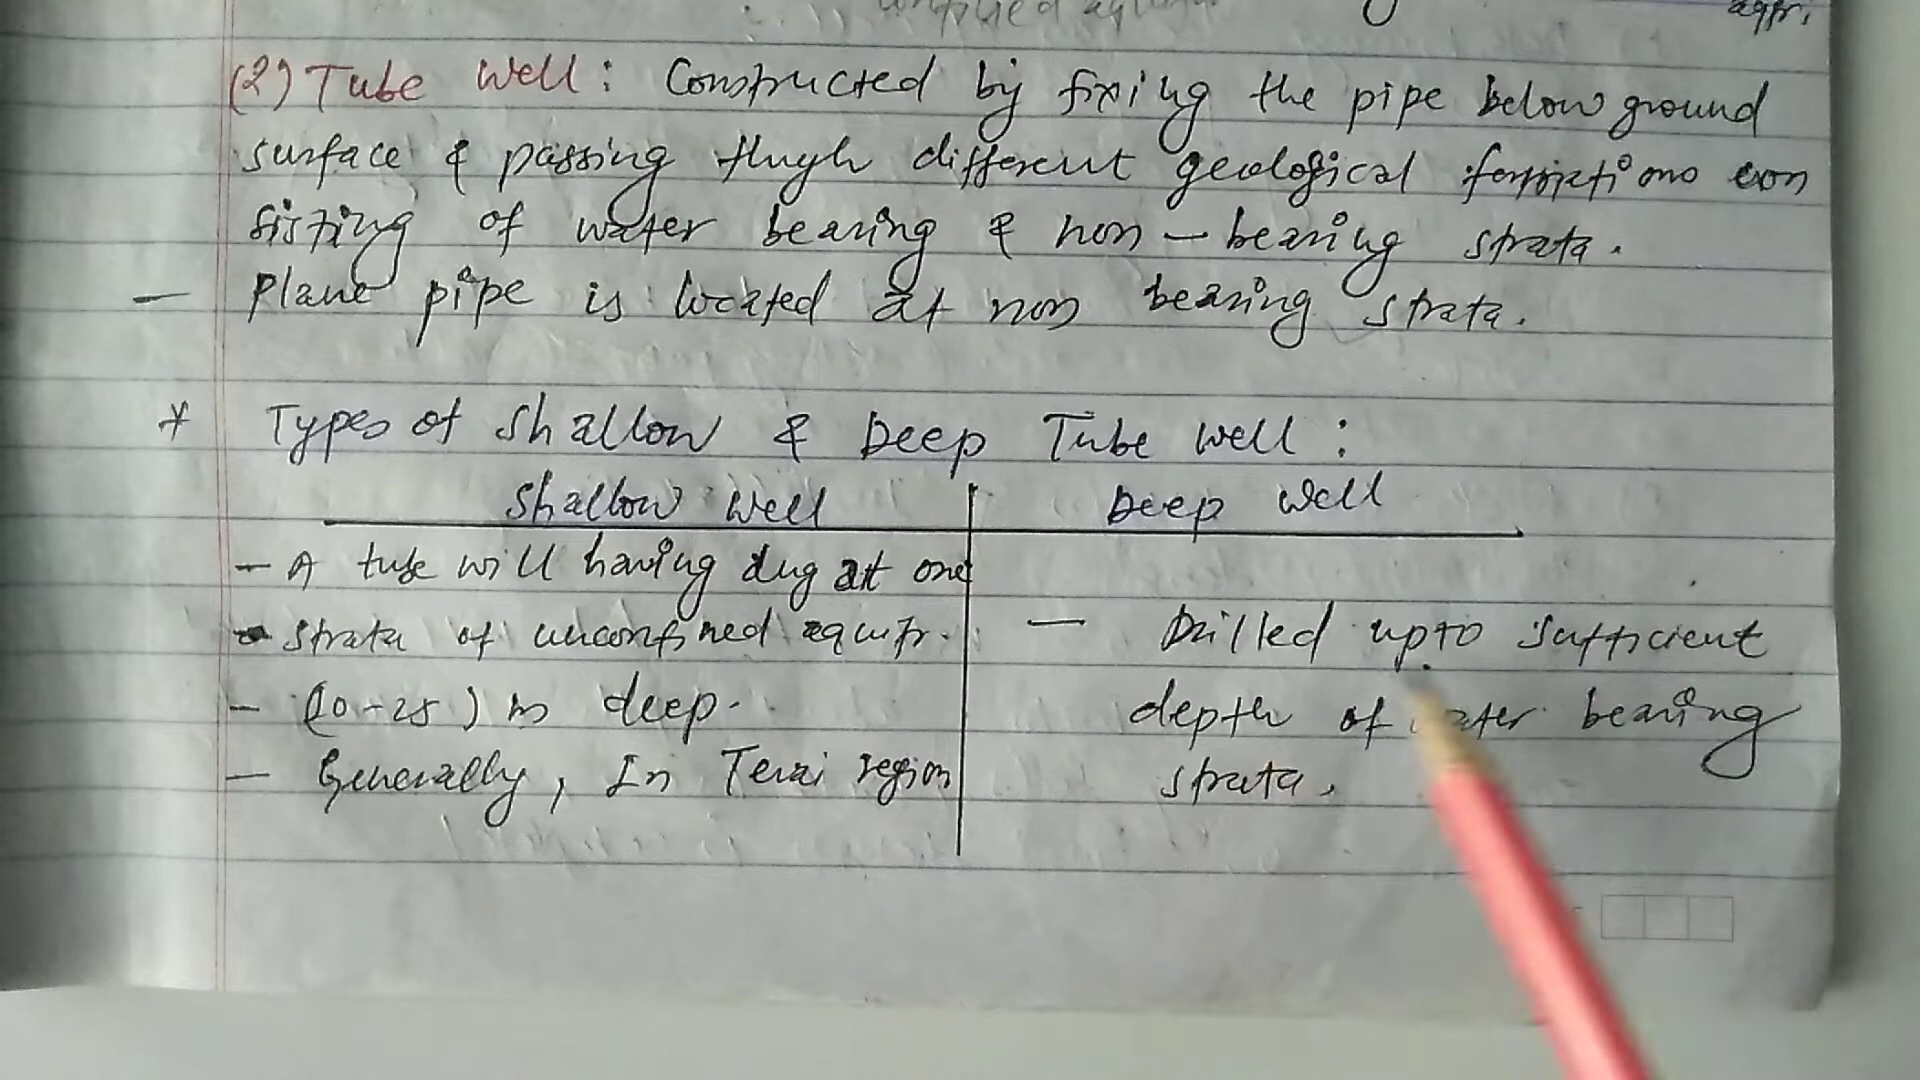 (2) Tube Well : Constructed by fixing the pipe below ground
surface & passing thugh different geological formations con
sisting of water bearing & non - bearing strata.
- Plane pipe is located at non bearing strata.
* Types of Shallow & Deep Tube Well :
Shallow Well
Deep Well
- A tube will having dug at one
- strata of unconfined aquifr.
- (20-25) m deep.
- Generally, In Terai region
- Drilled upto sufficient
depth of water bearing
strata.